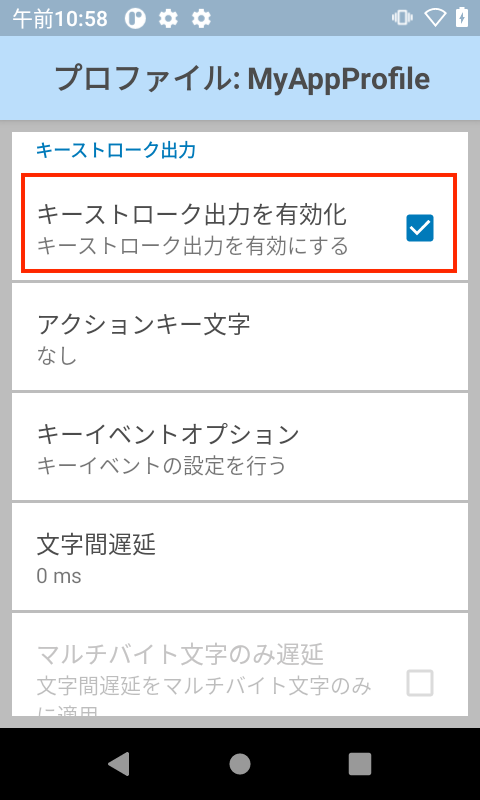 午前10:58
プロファイル: MyAppProfile
キーストローク出力
キーストローク出力を有効化
キーストローク出力を有効にする
アクションキー文字
なし
キーイベントオプション
キーイベントの設定を行う
文字間遅延
0 ms
マルチバイト文字のみ遅延
文字間遅延をマルチバイト文字のみ
に適用